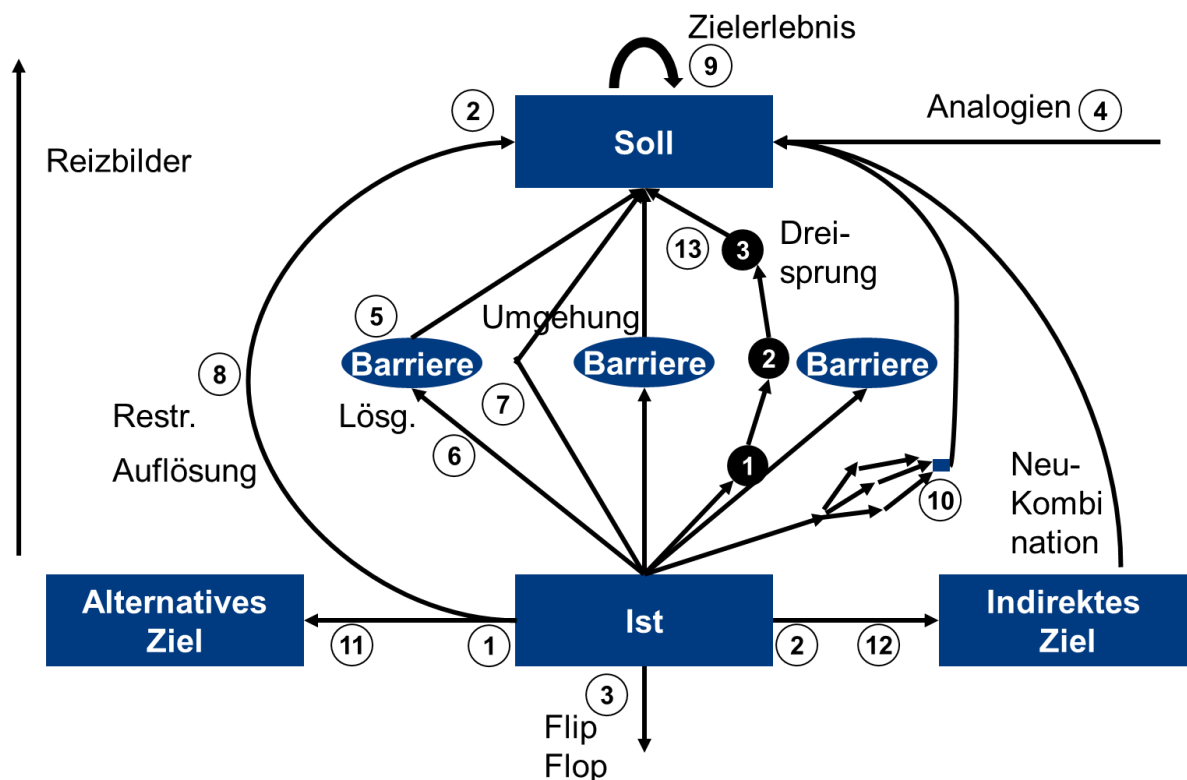 Zielerlebnis
9
2
Analogien 4
Soll
Reizbilder
13
3
Drei-
sprung
5
Umgehung
Barriere
Barriere
2
Barriere
8
7
Restr.
Lösg.
Auflösung
6
1
10
Neu-
Kombi
nation
Alternatives
Ziel
11
1
Ist
2
12
Indirektes
Ziel
3
Flip
Flop